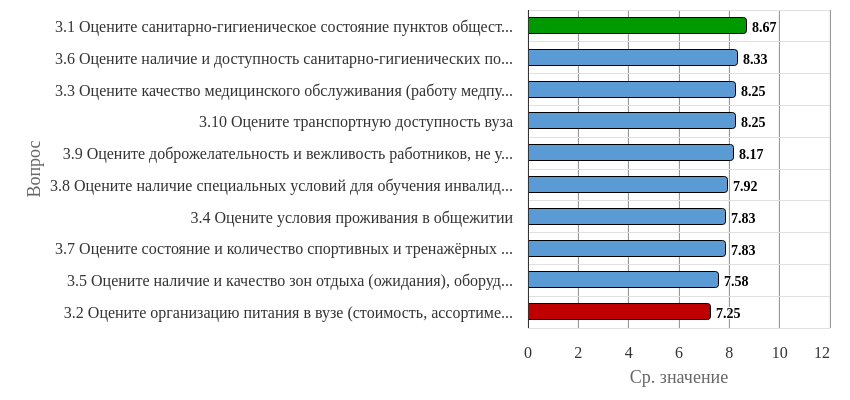 3.1 Оцените санитарно-гигиеническое состояние пунктов общест... 8.67
3.6 Оцените наличие и доступность санитарно-гигиенических по... 8.33
3.3 Оцените качество медицинского обслуживания (работу медпу... 8.25
3.10 Оцените транспортную доступность вуза 8.25
3.9 Оцените доброжелательность и вежливость работников, не у... 8.17
3.8 Оцените наличие специальных условий для обучения инвалид... 7.92
3.4 Оцените условия проживания в общежитии 7.83
3.7 Оцените состояние и количество спортивных и тренажёрных ... 7.83
3.5 Оцените наличие и качество зон отдыха (ожидания), оборуд... 7.58
3.2 Оцените организацию питания в вузе (стоимость, ассортиме... 7.25
Вопрос
0 2 4 6 8 10 12
Ср. значение